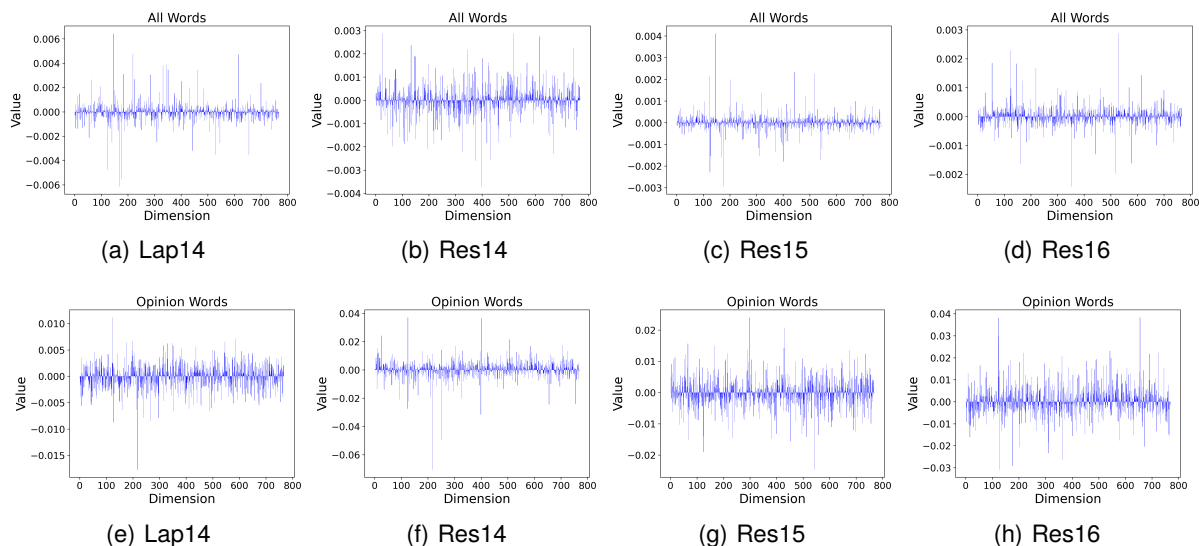 All Words
0.006
0.004
0.002
0.000
−0.002
−0.004
−0.006
Value
0 100 200 300 400 500 600 700 800
Dimension
(a) Lap14
All Words
0.003
0.002
0.001
0.000
−0.001
−0.002
−0.003
−0.004
Value
0 100 200 300 400 500 600 700 800
Dimension
(b) Res14
All Words
0.004
0.003
0.002
0.001
0.000
−0.001
−0.002
−0.003
Value
0 100 200 300 400 500 600 700 800
Dimension
(c) Res15
All Words
0.003
0.002
0.001
0.000
−0.001
−0.002
Value
0 100 200 300 400 500 600 700 800
Dimension
(d) Res16
Opinion Words
0.010
0.005
0.000
−0.005
−0.010
−0.015
Value
0 100 200 300 400 500 600 700 800
Dimension
(e) Lap14
Opinion Words
0.04
0.02
0.00
−0.02
−0.04
−0.06
Value
0 100 200 300 400 500 600 700 800
Dimension
(f) Res14
Opinion Words
0.02
0.01
0.00
−0.01
−0.02
Value
0 100 200 300 400 500 600 700 800
Dimension
(g) Res15
Opinion Words
0.04
0.03
0.02
0.01
0.00
−0.01
−0.02
−0.03
Value
0 100 200 300 400 500 600 700 800
Dimension
(h) Res16